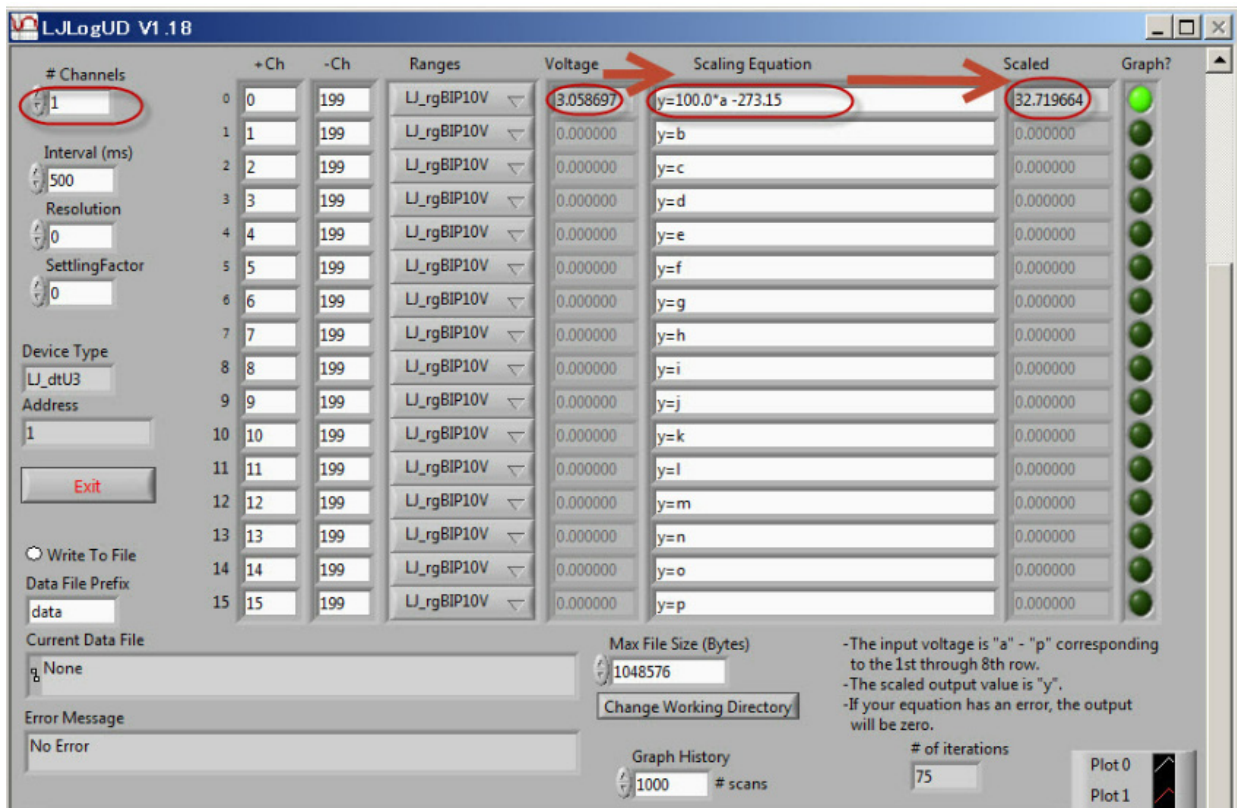 LJLogUD V1.18
# Channels
1
Interval (ms)
500
Resolution
0
SettlingFactor
0
Device Type
LJ_dtU3
Address
1
Exit
Write To File
Data File Prefix
data
+Ch -Ch Ranges Voltage Scaling Equation Scaled Graph?
0 0 199 LJ_rgBIP10V 3.058697 y=100.0*a -273.15 32.719664
1 1 199 LJ_rgBIP10V 0.000000 y=b 0.000000
2 2 199 LJ_rgBIP10V 0.000000 y=c 0.000000
3 3 199 LJ_rgBIP10V 0.000000 y=d 0.000000
4 4 199 LJ_rgBIP10V 0.000000 y=e 0.000000
5 5 199 LJ_rgBIP10V 0.000000 y=f 0.000000
6 6 199 LJ_rgBIP10V 0.000000 y=g 0.000000
7 7 199 LJ_rgBIP10V 0.000000 y=h 0.000000
8 8 199 LJ_rgBIP10V 0.000000 y=i 0.000000
9 9 199 LJ_rgBIP10V 0.000000 y=j 0.000000
10 10 199 LJ_rgBIP10V 0.000000 y=k 0.000000
11 11 199 LJ_rgBIP10V 0.000000 y=l 0.000000
12 12 199 LJ_rgBIP10V 0.000000 y=m 0.000000
13 13 199 LJ_rgBIP10V 0.000000 y=n 0.000000
14 14 199 LJ_rgBIP10V 0.000000 y=o 0.000000
15 15 199 LJ_rgBIP10V 0.000000 y=p 0.000000
Current Data File
None
Error Message
No Error
Max File Size (Bytes)
1048576
Change Working Directory
Graph History
1000 # scans
-The input voltage is "a" - "p" corresponding
to the 1st through 8th row.
-The scaled output value is "y".
-If your equation has an error, the output
will be zero.
# of iterations
75
Plot 0
Plot 1